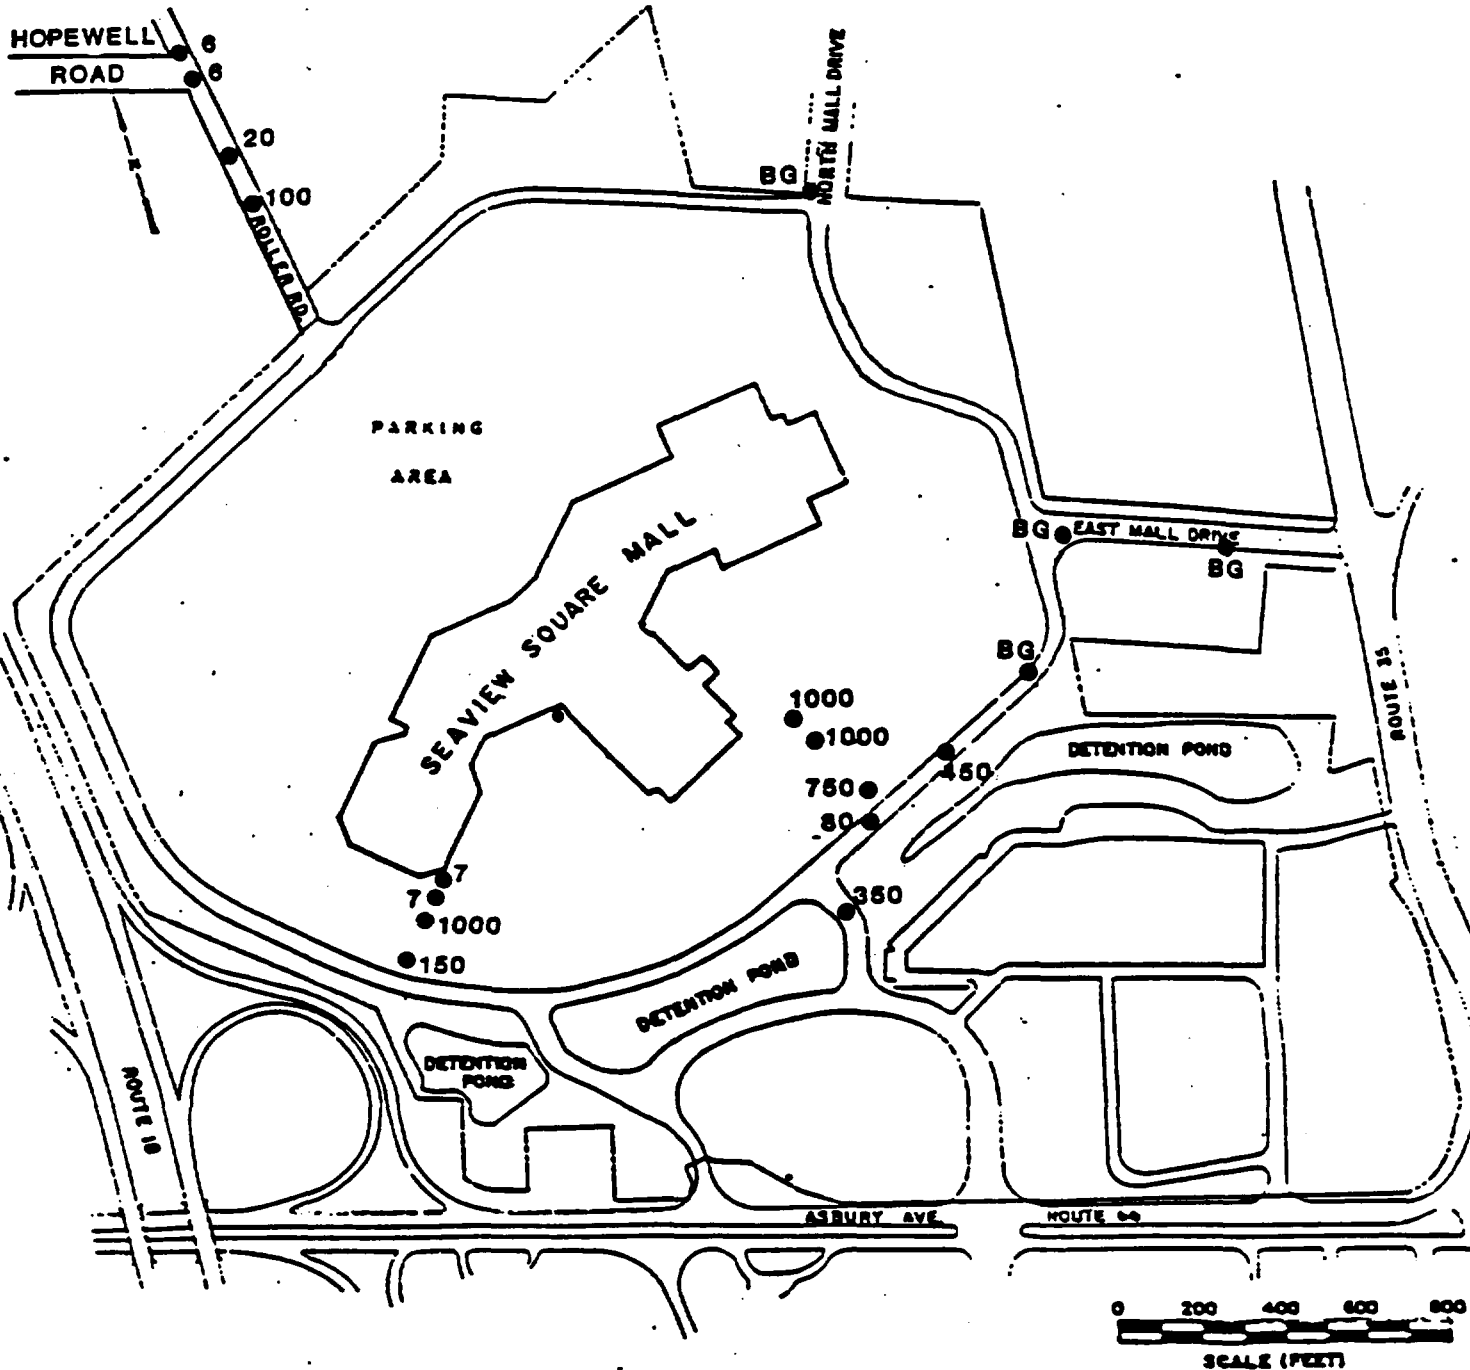 HOPEWELL
6
ROAD
6
20
100
ROLLER RD.
N
NORTH MALL DRIVE
BG
PARKING
AREA
SEAVIEW SQUARE MALL
BG
EAST MALL DRIVE
BG
BG
ROUTE 35
1000
1000
DETENTION POND
450
750
80
7
7
350
1000
150
DETENTION POND
DETENTION
POND
ROUTE 18
ASBURY AVE.
ROUTE 66
0 200 400 600 800
SCALE (FEET)